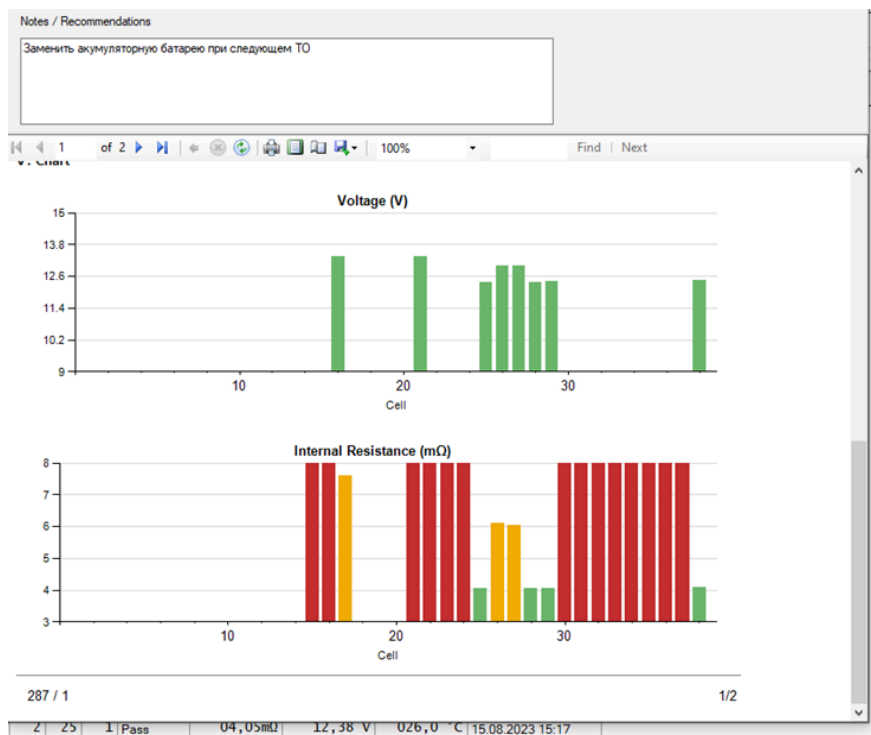 Notes / Recommendations
Заменить акумуляторную батарею при следующем ТО
1 of 2 100% Find | Next
V. Chart
Voltage (V)
15
13.8
12.6
11.4
10.2
9
10 20 30
Cell
Internal Resistance (mΩ)
8
7
6
5
4
3
10 20 30
Cell
287 / 1 1/2
2 25 1 Pass 04,05mΩ 12,38 V 026,0 °C 15.08.2023 15:17